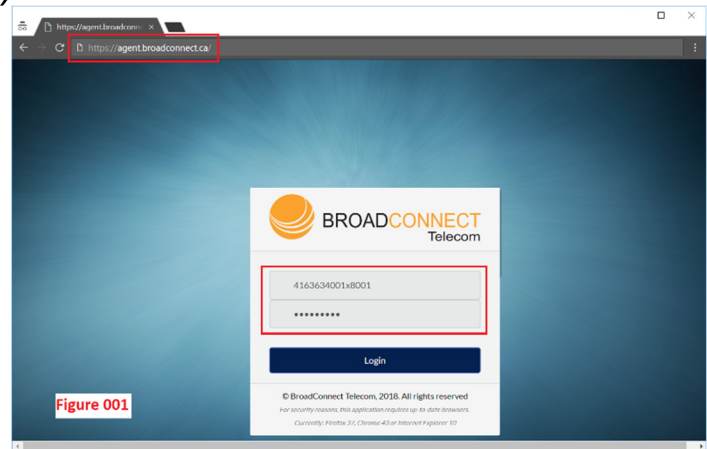 https://agent.broadconn
https://agent.broadconnect.ca/
BROADCONNECT
Telecom
4163634001x8001
•••••••••
Login
Figure 001
© BroadConnect Telecom, 2018. All rights reserved
For security reasons, this application requires up-to-date browsers.
Currently: Firefox 37, Chrome 43 or Internet Explorer 10